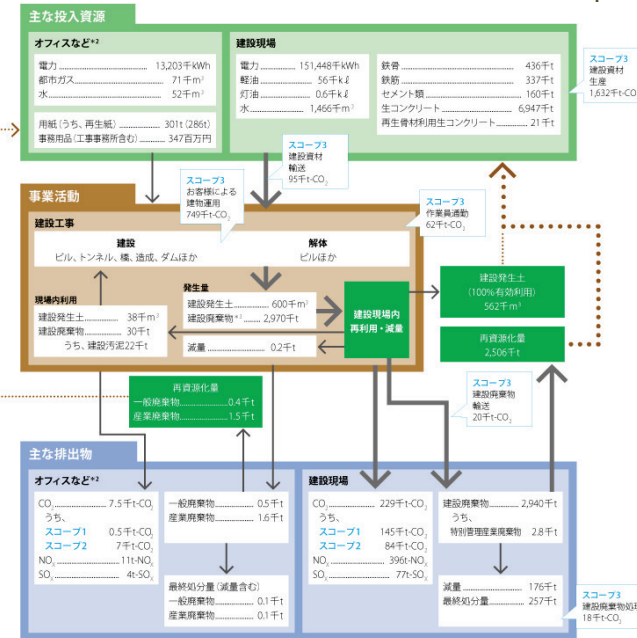 主な投入資源
オフィスなど*2
電力 13,203千kWh
都市ガス 71千m³
水 52千m³
用紙(うち、再生紙) 301t(286t)
事務用品(工事事務所含む) 347百万円
建設現場
電力 151,448千kWh
軽油 56千kℓ
灯油 0.6千kℓ
水 1,466千m³
鉄骨 436千t
鉄筋 337千t
セメント類 160千t
生コンクリート 6,947千t
再生骨材利用生コンクリート 21千t
スコープ3
建設資材
生産
1,632千t-CO
スコープ3
建設資材
輸送
95千t-CO₂
スコープ3
お客様による
建物運用
749千t-CO₂
スコープ3
作業員通勤
62千t-CO₂
事業活動
建設工事
建設
ビル、トンネル、橋、造成、ダムほか
解体
ビルほか
現場内利用
建設発生土 38千m³
建設廃棄物 30千t
うち、建設汚泥22千t
発生量
建設発生土 600千m³
建設廃棄物*³ 2,970千t
減量 0.2千t
建設現場内
再利用・減量
建設発生土
(100%有効利用)
562千m³
再資源化量
2,506千t
再資源化量
一般廃棄物 0.4千t
産業廃棄物 1.5千t
スコープ3
建設廃棄物
輸送
20千t-CO₂
主な排出物
オフィスなど*2
CO₂ 7.5千t-CO₂
うち、
スコープ1 0.5千t-CO₂
スコープ2 7千t-CO₂
NOₓ 11t-NOₓ
SOₓ 4t-SOₓ
一般廃棄物 0.5千t
産業廃棄物 1.6千t
最終処分量(減量含む)
一般廃棄物 0.1千t
産業廃棄物 0.1千t
建設現場
CO₂ 229千t-CO₂
うち、
スコープ1 145千t-CO₂
スコープ2 84千t-CO₂
NOₓ 396t-NOₓ
SOₓ 77t-SOₓ
建設廃棄物 2,940千t
うち、
特別管理産業廃棄物 2.8千t
減量 176千t
最終処分量 257千t
スコープ3
建設廃棄物処理
18千t-CO₂